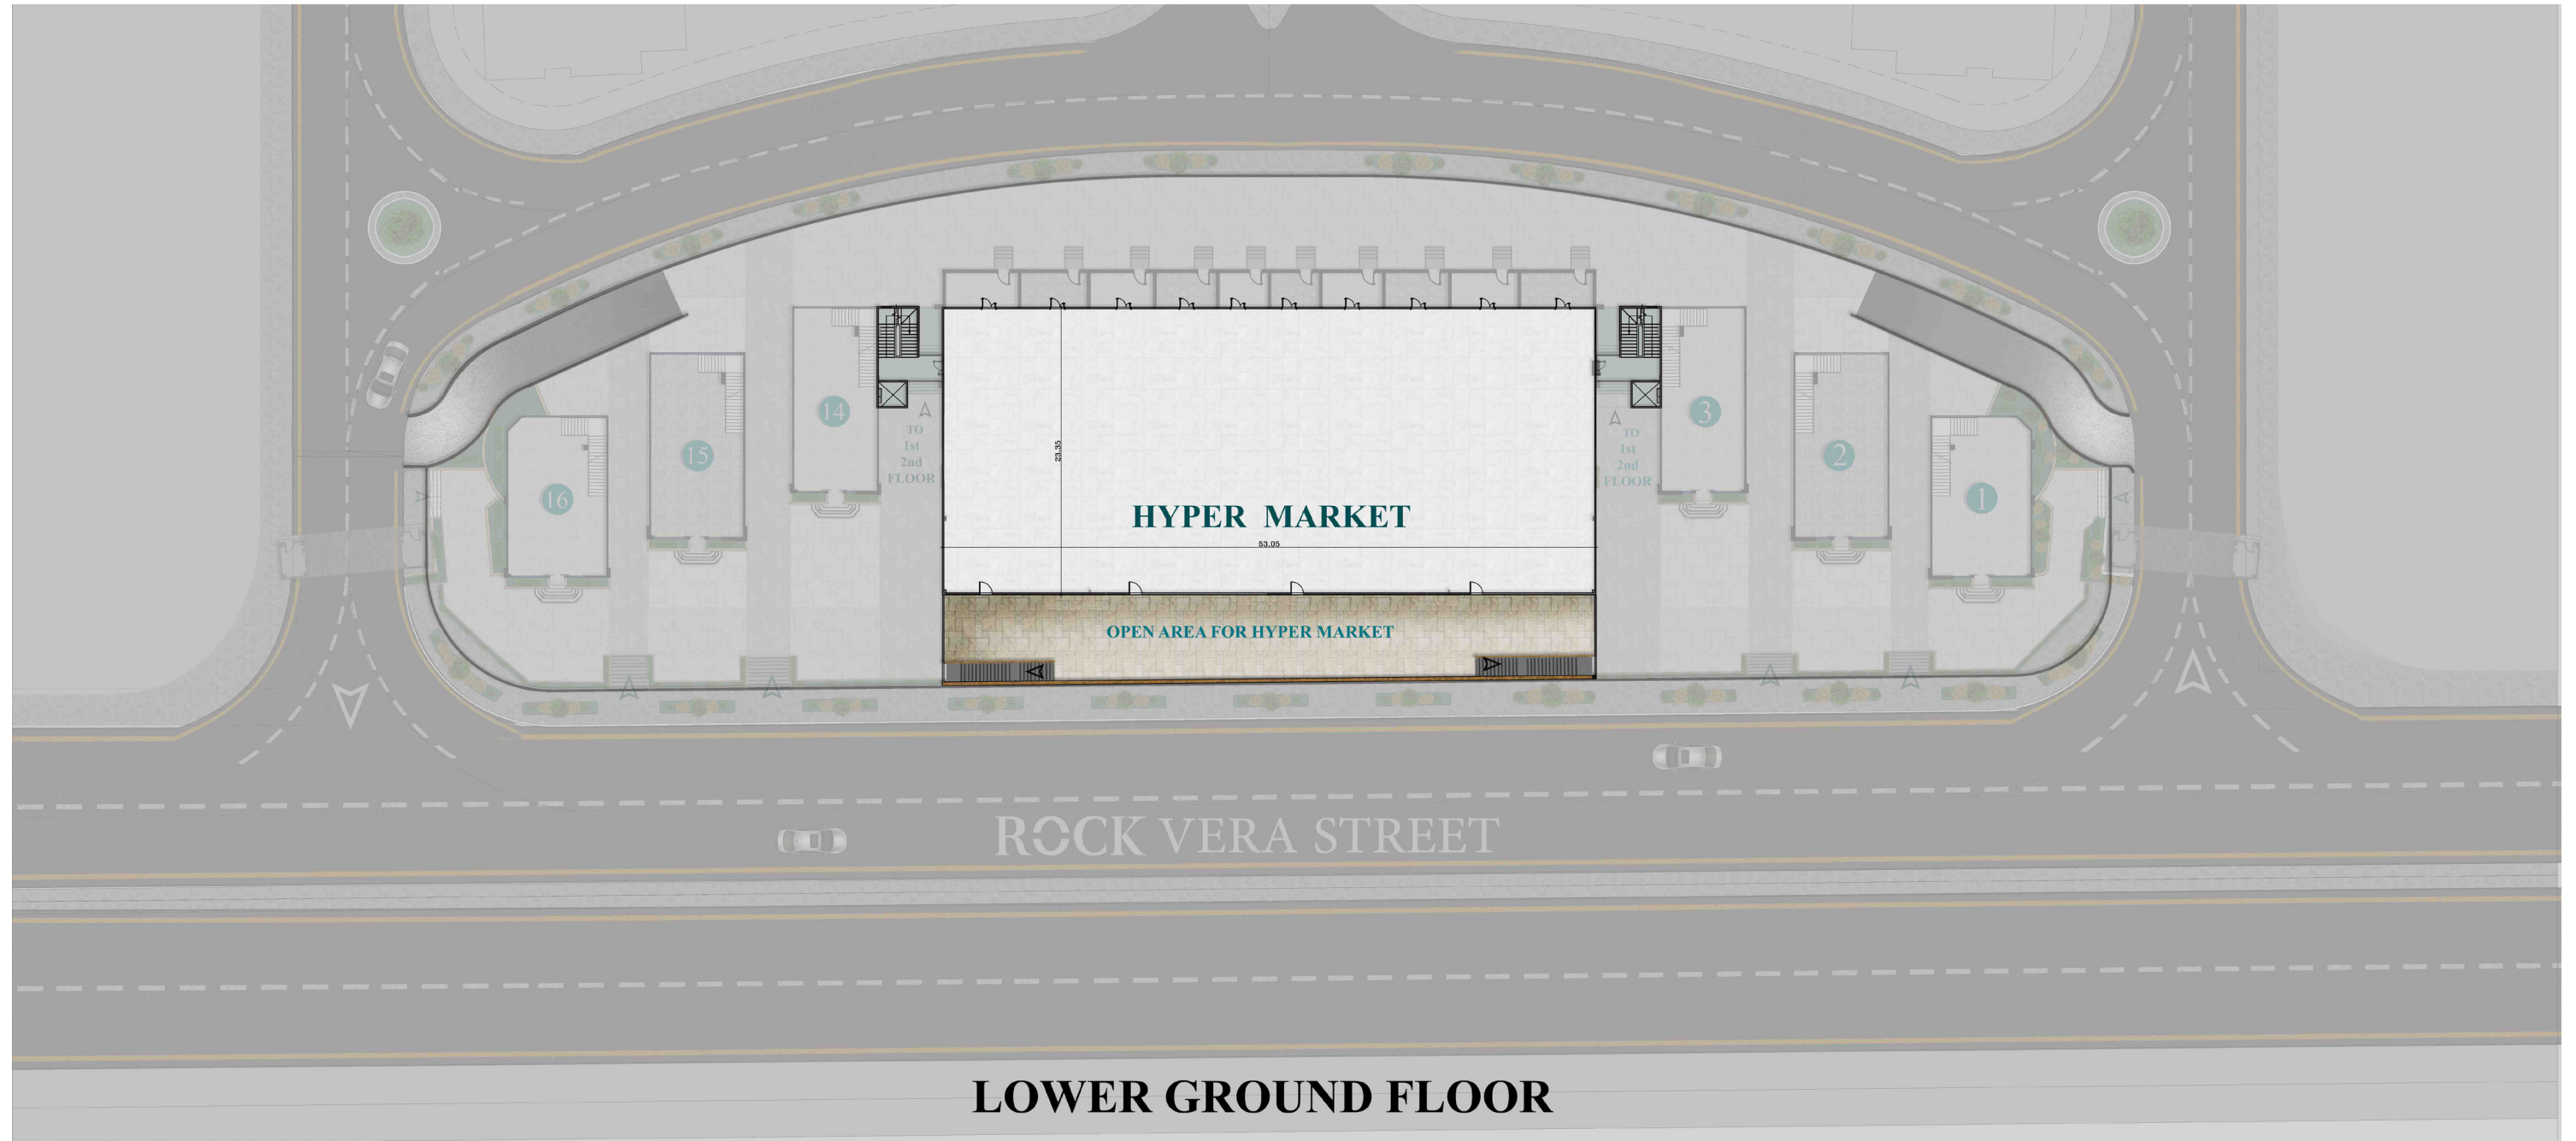 14
TO
1st
2nd
FLOOR
15
16
23.35
HYPER MARKET
53.05
OPEN AREA FOR HYPER MARKET
TO
1st
2nd
FLOOR
3
2
1
ROCK VERA STREET
LOWER GROUND FLOOR